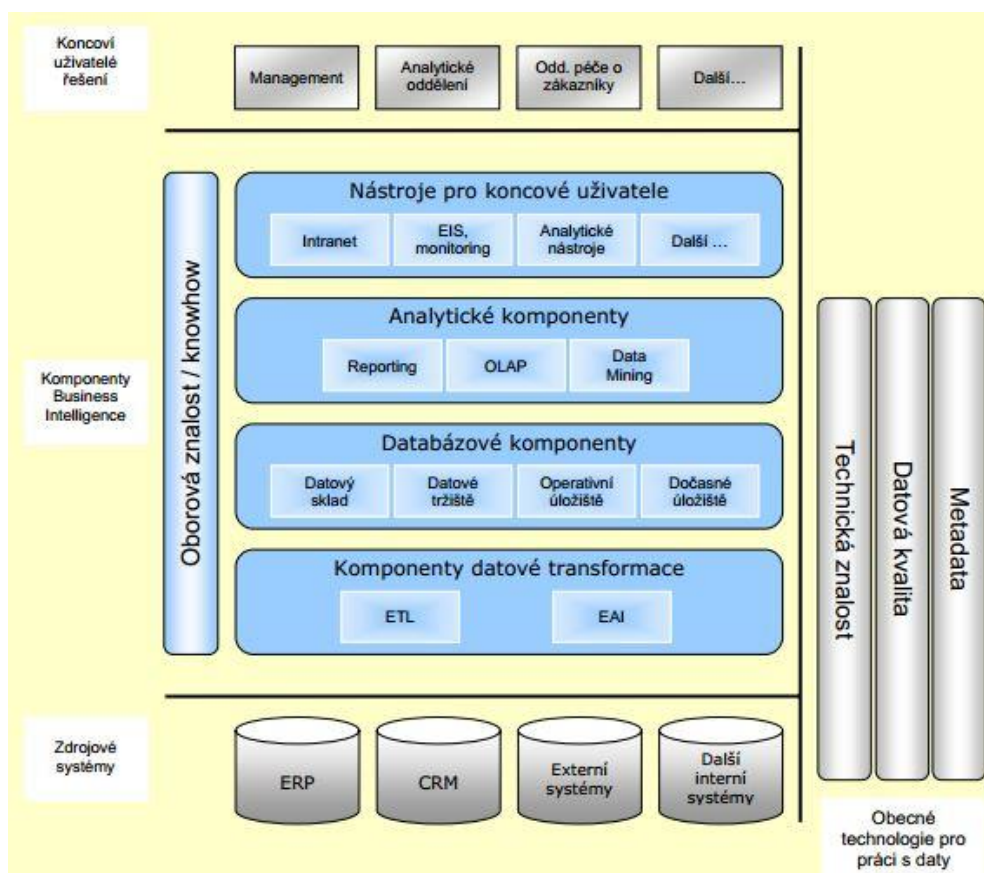 Koncoví
uživatelé
řešení
Management
Analytické
oddělení
Odd. péče o
zákazníky
Další...
Oborová znalost / knowhow
Nástroje pro koncové uživatele
Intranet
EIS,
monitoring
Analytické
nástroje
Další ...
Komponenty
Business
Intelligence
Analytické komponenty
Reporting
OLAP
Data
Mining
Databázové komponenty
Datový
sklad
Datové
tržiště
Operativní
úložiště
Dočasné
úložiště
Komponenty datové transformace
ETL
EAI
Technická znalost
Datová kvalita
Metadata
Zdrojové
systémy
ERP
CRM
Externí
systémy
Další
interní
systémy
Obecné
technologie pro
práci s daty